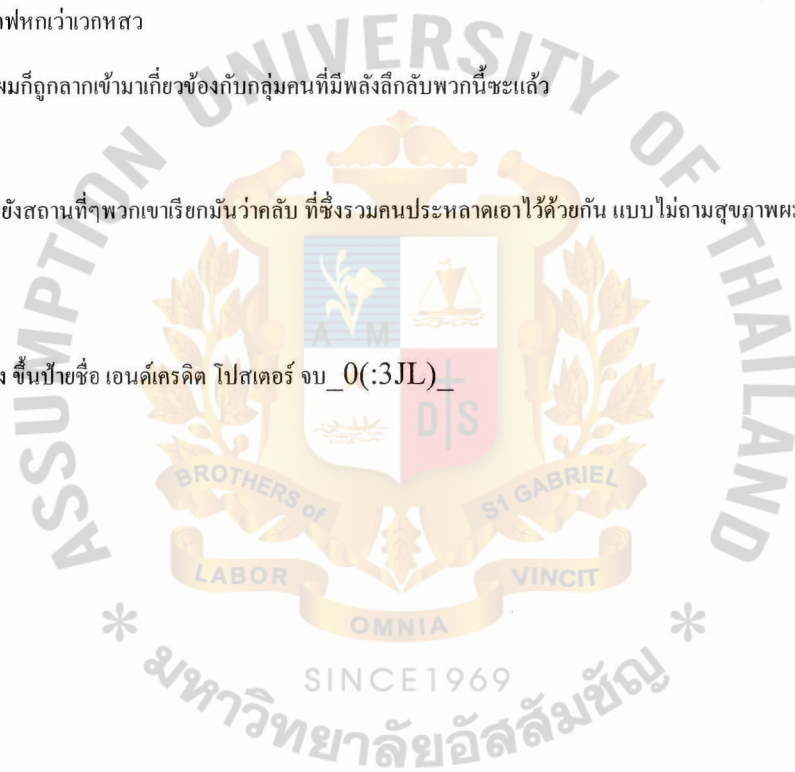 าฟหกเว่าเวกหสว
ผมก็ถูกลากเข้ามาเกี่ยวข้องกับกลุ่มคนที่มีพลังลึกลับพวกนี้ซะแล้ว
ยังสถานที่ๆพวกเขาเรียกมันว่าคลับ ที่ซึ่งรวมคนประหลาดเอาไว้ด้วยกัน แบบไม่ถามสุขภาพผม
ง ขึ้นป้ายชื่อ เอนด์เครดิต โปสเตอร์ จบ_0(:3JL)_
ASSUMPTION UNIVERSITY OF THAILAND
A M
D S
BROTHERS of ST GABRIEL
LABOR
VINCIT
OMNIA
SINCE 1969
* มหาวิทยาลัยอัสสัมชัญ *